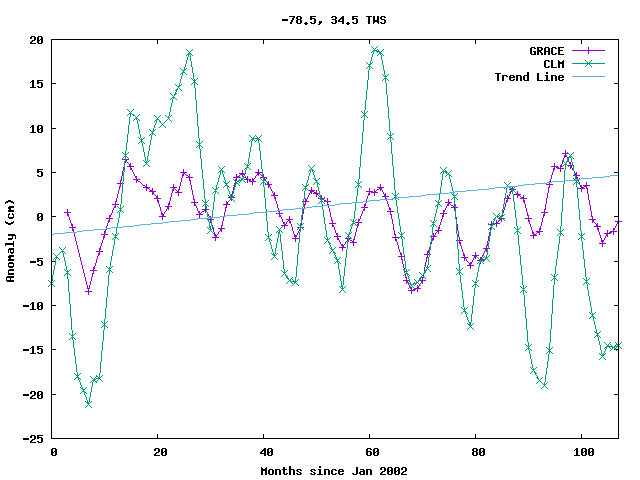 -78.5, 34.5 TWS
GRACE
CLM
Trend Line
20
15
10
5
0
-5
-10
-15
-20
-25
Anomaly (cm)
0 20 40 60 80 100
Months since Jan 2002